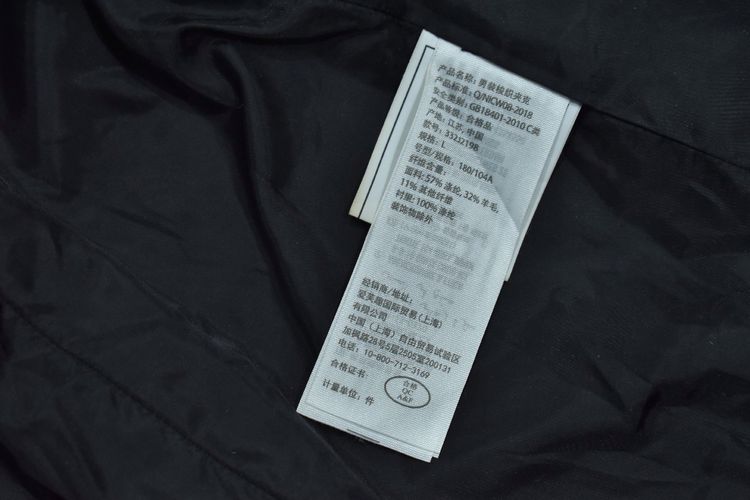 产品名称: 男装梭织夹克
产品标准: Q/NICW08-2018
安全类别: GB18401-2010 C类
产品等级: 合格品
产地: 江苏, 中国
款号: 332J219B
规格: L
号型/规格: 180/104A
纤维含量:
面料: 57% 涤纶, 32% 羊毛,
11% 其他纤维
衬里: 100% 涤纶
装饰物除外
经销商/地址:
爱芙趣国际贸易(上海)
有限公司
中国 (上海) 自由贸易试验区
加枫路28号5层2505室200131
电话: 10-800-712-3169
合格证书:
合格
QC
A&F
计量单位: 件